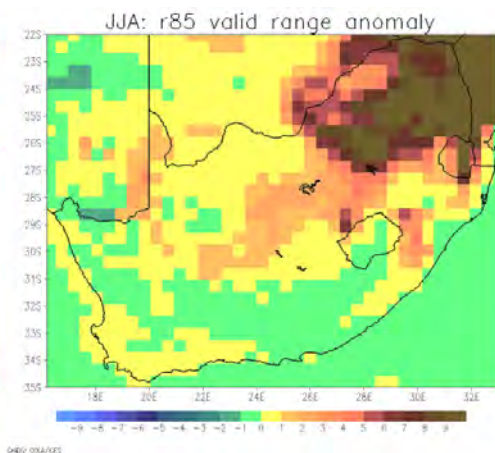 JJA: r85 valid range anomaly
22S
23S
24S
25S
26S
27S
28S
29S
30S
31S
32S
33S
34S
35S
18E 20E 22E 24E 26E 28E 30E 32E
-9 -8 -7 -6 -5 -4 -3 -2 -1 0 1 2 3 4 5 6 7 8 9